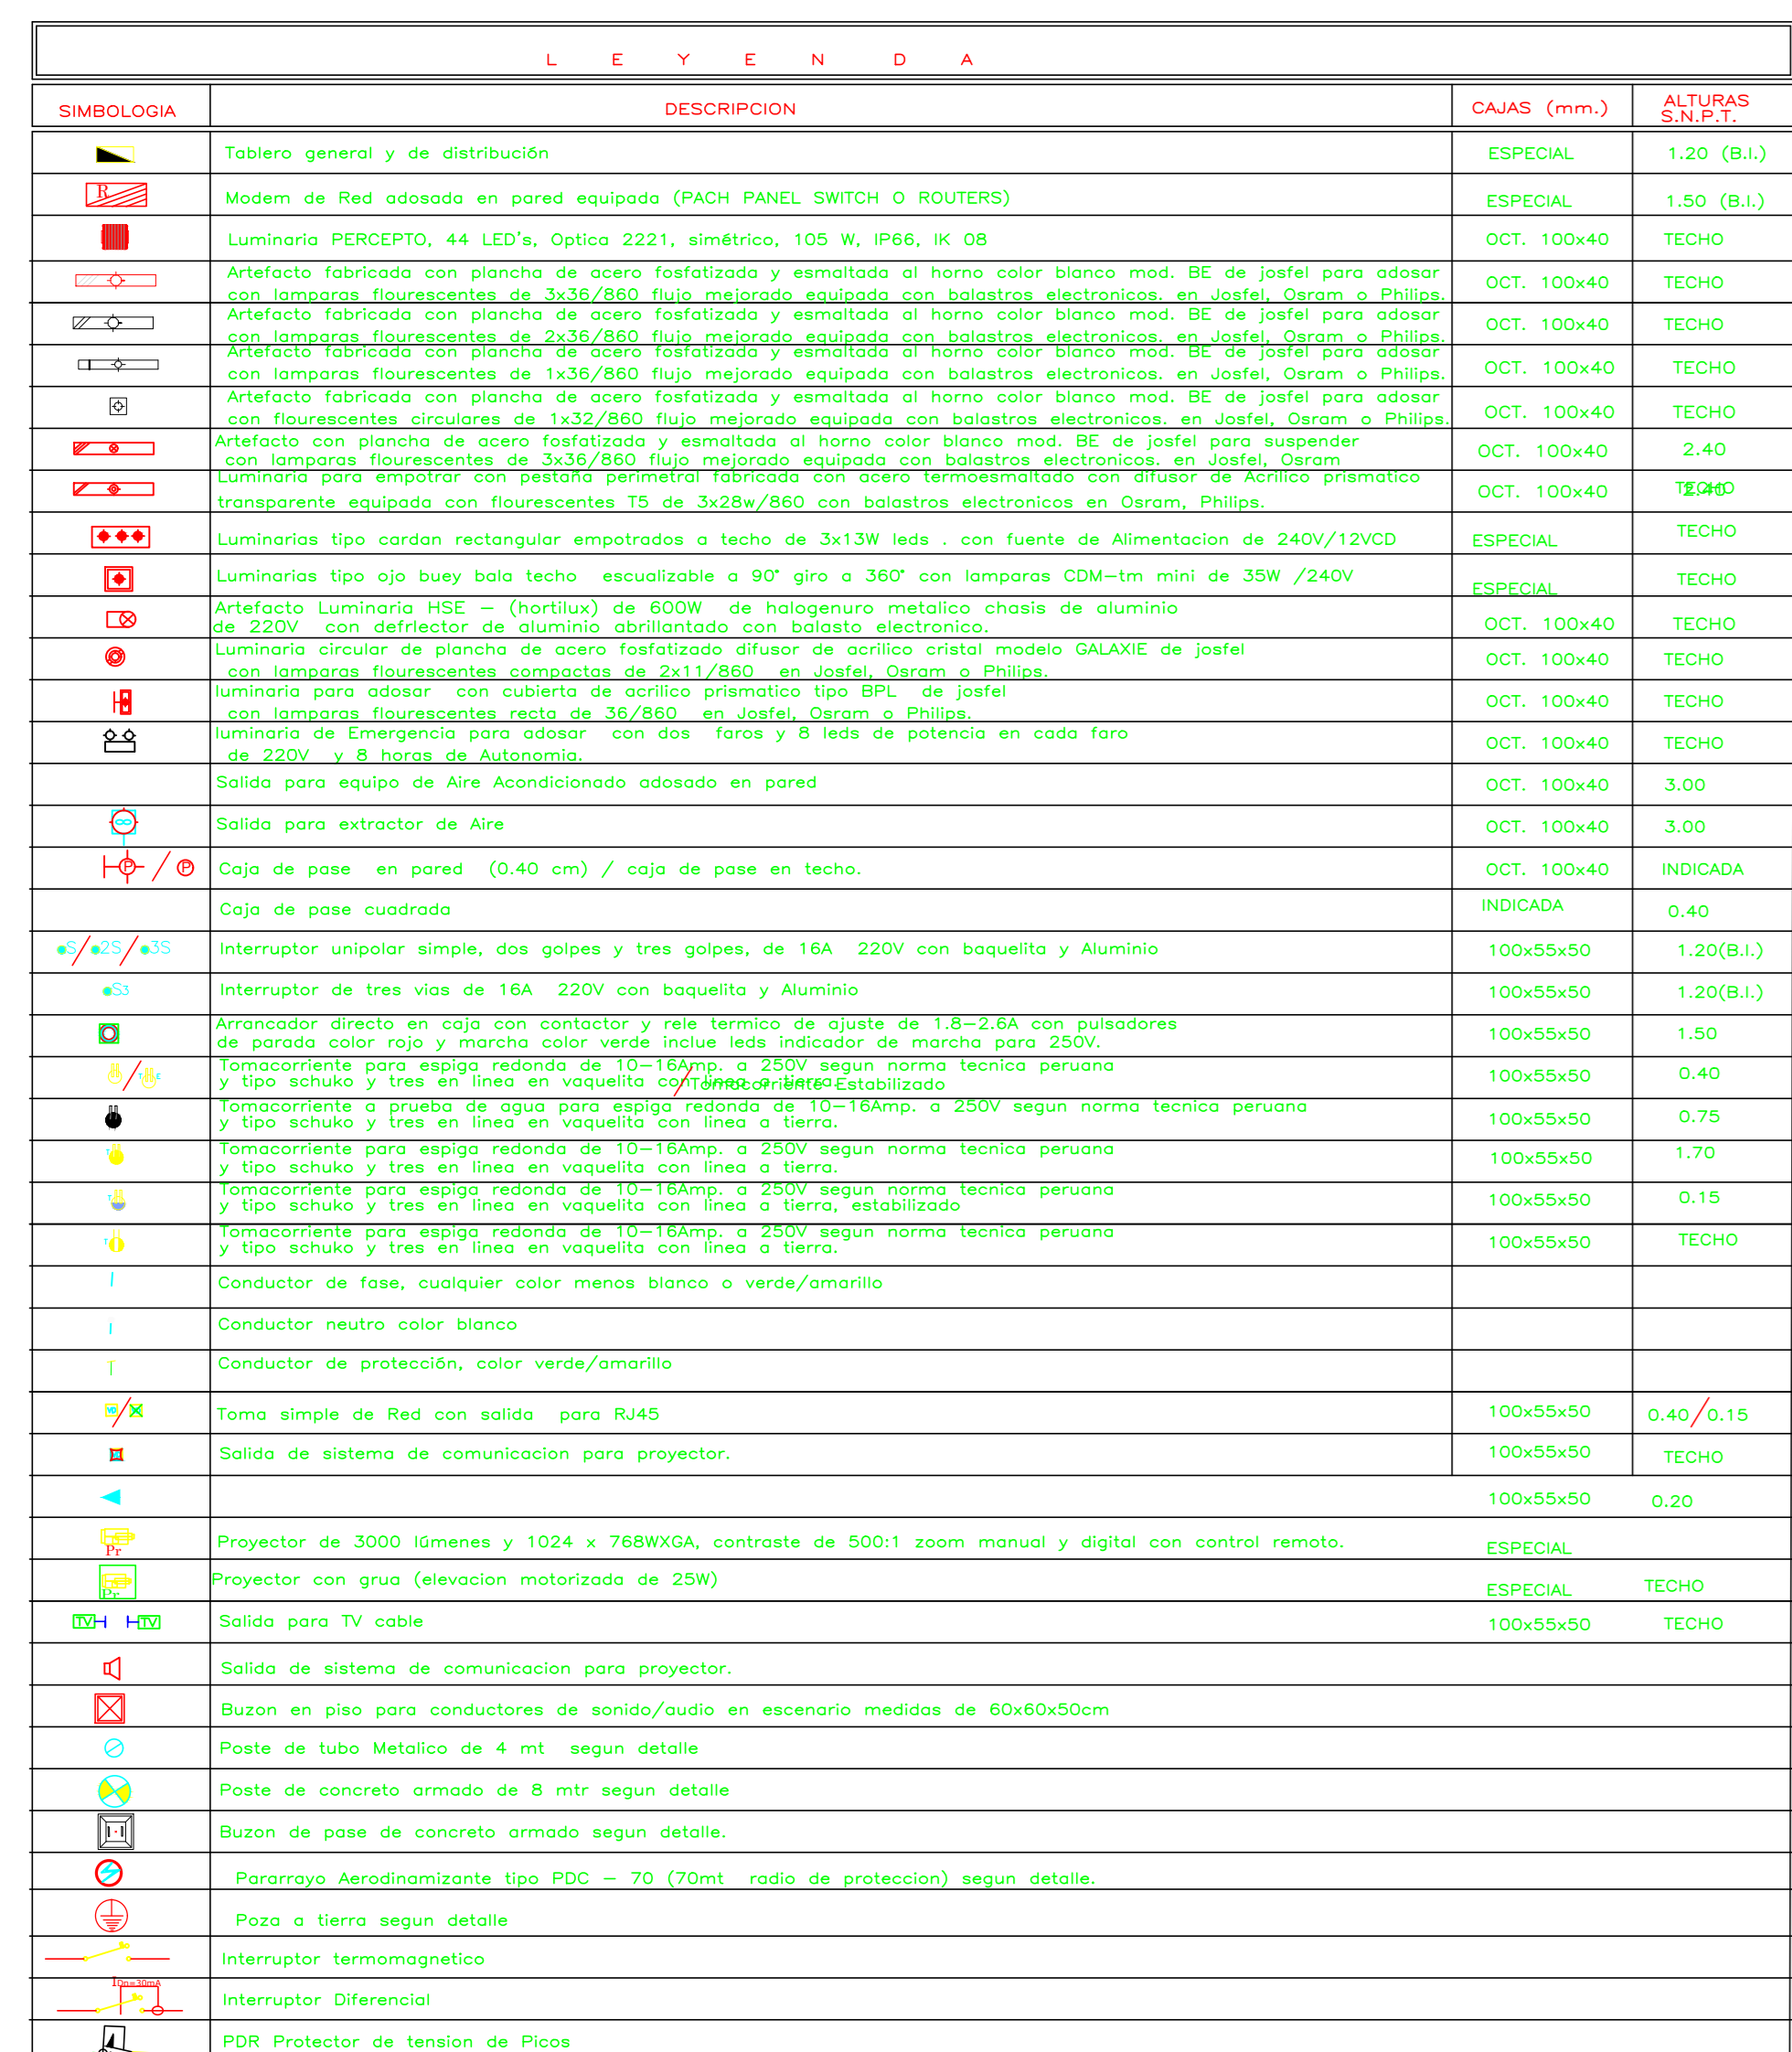 L E Y E N D A
SIMBOLOGIA DESCRIPCION CAJAS (mm.) ALTURAS S.N.P.T.
Tablero general y de distribución ESPECIAL 1.20 (B.I.)
R Modem de Red adosada en pared equipada (PACH PANEL SWITCH O ROUTERS) ESPECIAL 1.50 (B.I.)
Luminaria PERCEPTO, 44 LED's, Optica 2221, simétrico, 105 W, IP66, IK 08 OCT. 100x40 TECHO
Artefacto fabricada con plancha de acero fosfatizada y esmaltada al horno color blanco mod. BE de josfel para adosar
con lamparas flourescentes de 3x36/860 flujo mejorado equipada con balastros electronicos. en Josfel, Osram o Philips. OCT. 100x40 TECHO
Artefacto fabricada con plancha de acero fosfatizada y esmaltada al horno color blanco mod. BE de josfel para adosar
con lamparas flourescentes de 2x36/860 flujo mejorado equipada con balastros electronicos. en Josfel, Osram o Philips. OCT. 100x40 TECHO
Artefacto fabricada con plancha de acero fosfatizada y esmaltada al horno color blanco mod. BE de josfel para adosar
con lamparas flourescentes de 1x36/860 flujo mejorado equipada con balastros electronicos. en Josfel, Osram o Philips. OCT. 100x40 TECHO
Artefacto fabricada con plancha de acero fosfatizada y esmaltada al horno color blanco mod. BE de josfel para adosar
con flourescentes circulares de 1x32/860 flujo mejorado equipada con balastros electronicos. en Josfel, Osram o Philips. OCT. 100x40 TECHO
Artefacto con plancha de acero fosfatizada y esmaltada al horno color blanco mod. BE de josfel para suspender
con lamparas flourescentes de 3x36/860 flujo mejorado equipada con balastros electronicos. en Josfel, Osram OCT. 100x40 2.40
Luminaria para empotrar con pestaña perimetral fabricada con acero termoesmaltado con difusor de Acrilico prismatico
transparente equipada con flourescentes T5 de 3x28w/860 con balastros electronicos en Osram, Philips. OCT. 100x40 TECHO 2.40
Luminarias tipo cardan rectangular empotrados a techo de 3x13W leds . con fuente de Alimentacion de 240V/12VCD ESPECIAL TECHO
Luminarias tipo ojo buey bala techo escualizable a 90° giro a 360° con lamparas CDM-tm mini de 35W /240V ESPECIAL TECHO
Artefacto Luminaria HSE - (hortilux) de 600W de halogenuro metalico chasis de aluminio
de 220V con defrlector de aluminio abrillantado con balasto electronico. OCT. 100x40 TECHO
Luminaria circular de plancha de acero fosfatizado difusor de acrilico cristal modelo GALAXIE de josfel
con lamparas flourescentes compactas de 2x11/860 en Josfel, Osram o Philips. OCT. 100x40 TECHO
luminaria para adosar con cubierta de acrilico prismatico tipo BPL de josfel
con lamparas flourescentes recta de 36/860 en Josfel, Osram o Philips. OCT. 100x40 TECHO
luminaria de Emergencia para adosar con dos faros y 8 leds de potencia en cada faro
de 220V y 8 horas de Autonomia. OCT. 100x40 TECHO
Salida para equipo de Aire Acondicionado adosado en pared OCT. 100x40 3.00
Salida para extractor de Aire OCT. 100x40 3.00
P / P Caja de pase en pared (0.40 cm) / caja de pase en techo. OCT. 100x40 INDICADA
Caja de pase cuadrada INDICADA 0.40
S/2S/3S Interruptor unipolar simple, dos golpes y tres golpes, de 16A 220V con baquelita y Aluminio 100x55x50 1.20(B.I.)
S3 Interruptor de tres vias de 16A 220V con baquelita y Aluminio 100x55x50 1.20(B.I.)
Arrancador directo en caja con contactor y rele termico de ajuste de 1.8-2.6A con pulsadores
de parada color rojo y marcha color verde inclue leds indicador de marcha para 250V. 100x55x50 1.50
Tomacorriente para espiga redonda de 10-16Amp. a 250V segun norma tecnica peruana
y tipo schuko y tres en linea en vaquelita con linea a tierra. /Tomacorriente Estabilizado 100x55x50 0.40
Tomacorriente a prueba de agua para espiga redonda de 10-16Amp. a 250V segun norma tecnica peruana
y tipo schuko y tres en linea en vaquelita con linea a tierra. 100x55x50 0.75
T Tomacorriente para espiga redonda de 10-16Amp. a 250V segun norma tecnica peruana
y tipo schuko y tres en linea en vaquelita con linea a tierra. 100x55x50 1.70
T Tomacorriente para espiga redonda de 10-16Amp. a 250V segun norma tecnica peruana
y tipo schuko y tres en linea en vaquelita con linea a tierra, estabilizado 100x55x50 0.15
T Tomacorriente para espiga redonda de 10-16Amp. a 250V segun norma tecnica peruana
y tipo schuko y tres en linea en vaquelita con linea a tierra. 100x55x50 TECHO
Conductor de fase, cualquier color menos blanco o verde/amarillo
Conductor neutro color blanco
Conductor de protección, color verde/amarillo
Toma simple de Red con salida para RJ45 100x55x50 0.40/0.15
Salida de sistema de comunicacion para proyector. 100x55x50 TECHO
100x55x50 0.20
Pr Proyector de 3000 lúmenes y 1024 x 768WXGA, contraste de 500:1 zoom manual y digital con control remoto. ESPECIAL
Pr Proyector con grua (elevacion motorizada de 25W) ESPECIAL TECHO
TV TV Salida para TV cable 100x55x50 TECHO
Salida de sistema de comunicacion para proyector.
Buzon en piso para conductores de sonido/audio en escenario medidas de 60x60x50cm
Poste de tubo Metalico de 4 mt segun detalle
Poste de concreto armado de 8 mtr segun detalle
Buzon de pase de concreto armado segun detalle.
Pararrayo Aerodinamizante tipo PDC - 70 (70mt radio de proteccion) segun detalle.
Poza a tierra segun detalle
Interruptor termomagnetico
IDn=30mA Interruptor Diferencial
PDR Protector de tension de Picos